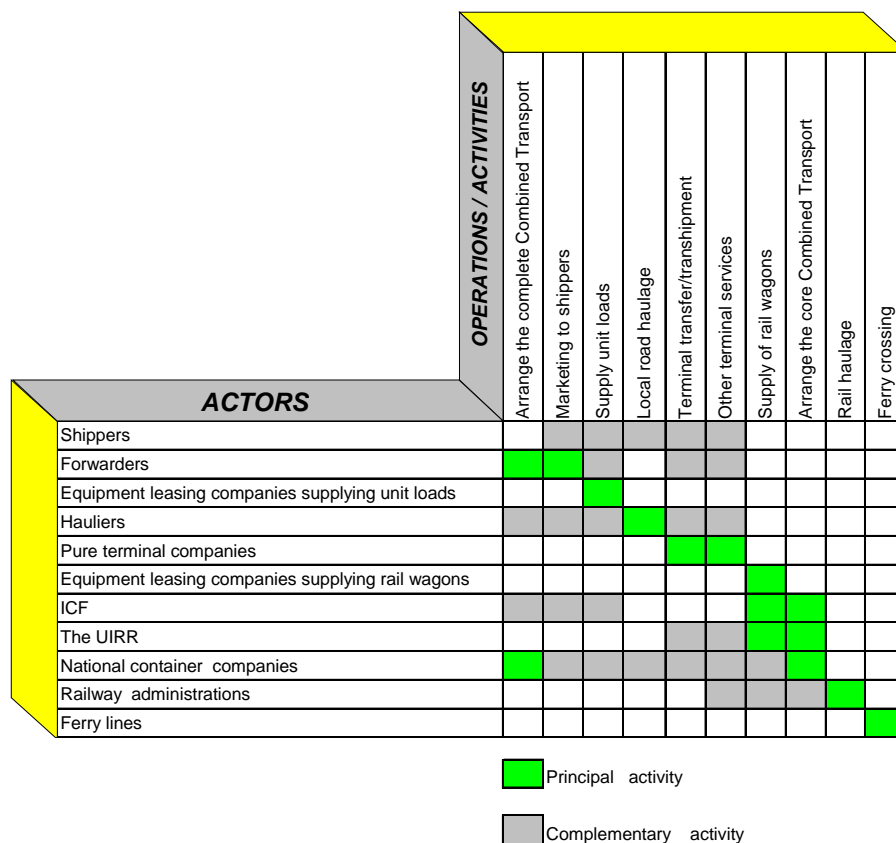 OPERATIONS / ACTIVITIES
Arrange the complete Combined Transport
Marketing to shippers
Supply unit loads
Local road haulage
Terminal transfer/transhipment
Other terminal services
Supply of rail wagons
Arrange the core Combined Transport
Rail haulage
Ferry crossing
ACTORS
Shippers
Forwarders
Equipment leasing companies supplying unit loads
Hauliers
Pure terminal companies
Equipment leasing companies supplying rail wagons
ICF
The UIRR
National container companies
Railway administrations
Ferry lines
Principal activity
Complementary activity